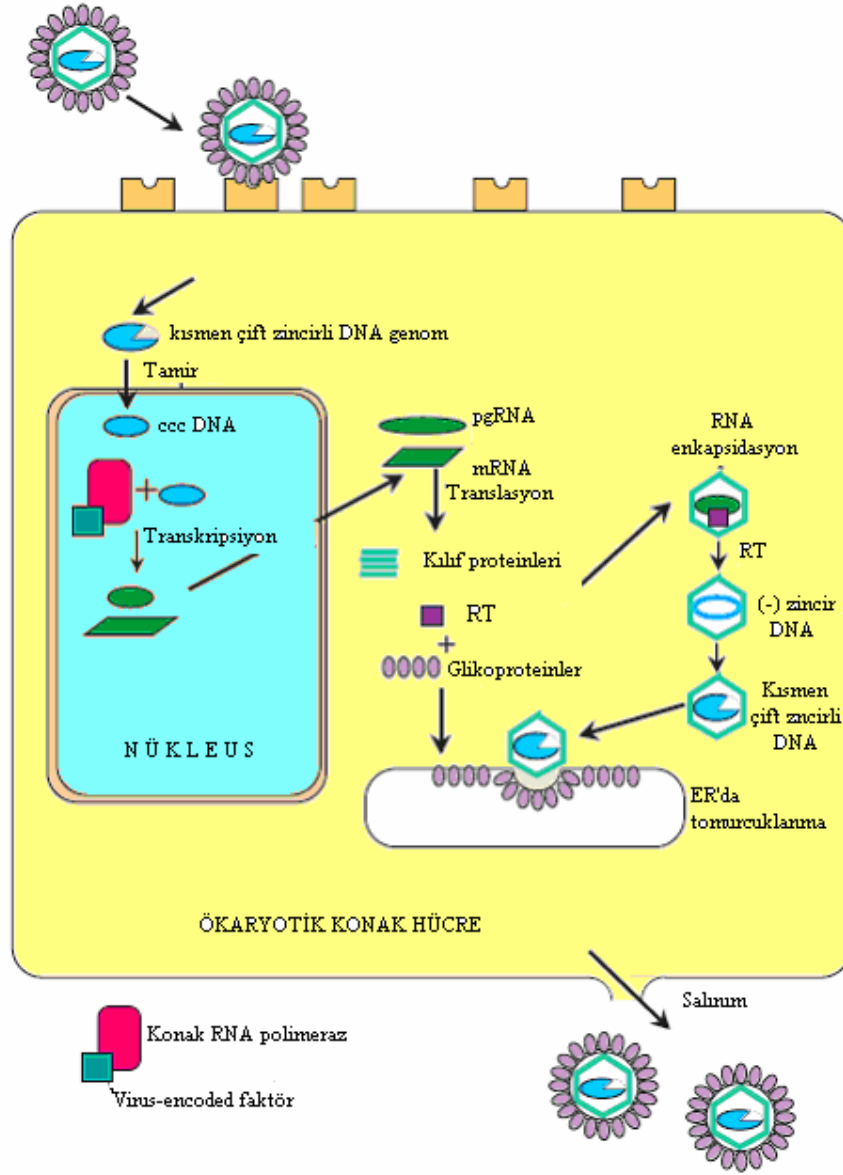 kısmen çift zincirli DNA genom
Tamir
ccc DNA
Transkripsiyon
NÜKLEUS
pgRNA
mRNA
Translasyon
Kılıf proteinleri
RT
+
Glikoproteinler
RNA
enkapsidasyon
RT
(-) zincir
DNA
Kısmen
çift zncirli
DNA
ER'da
tomurcuklanma
ÖKARYOTİK KONAK HÜCRE
Salınım
Konak RNA polimeraz
Virus-encoded faktör